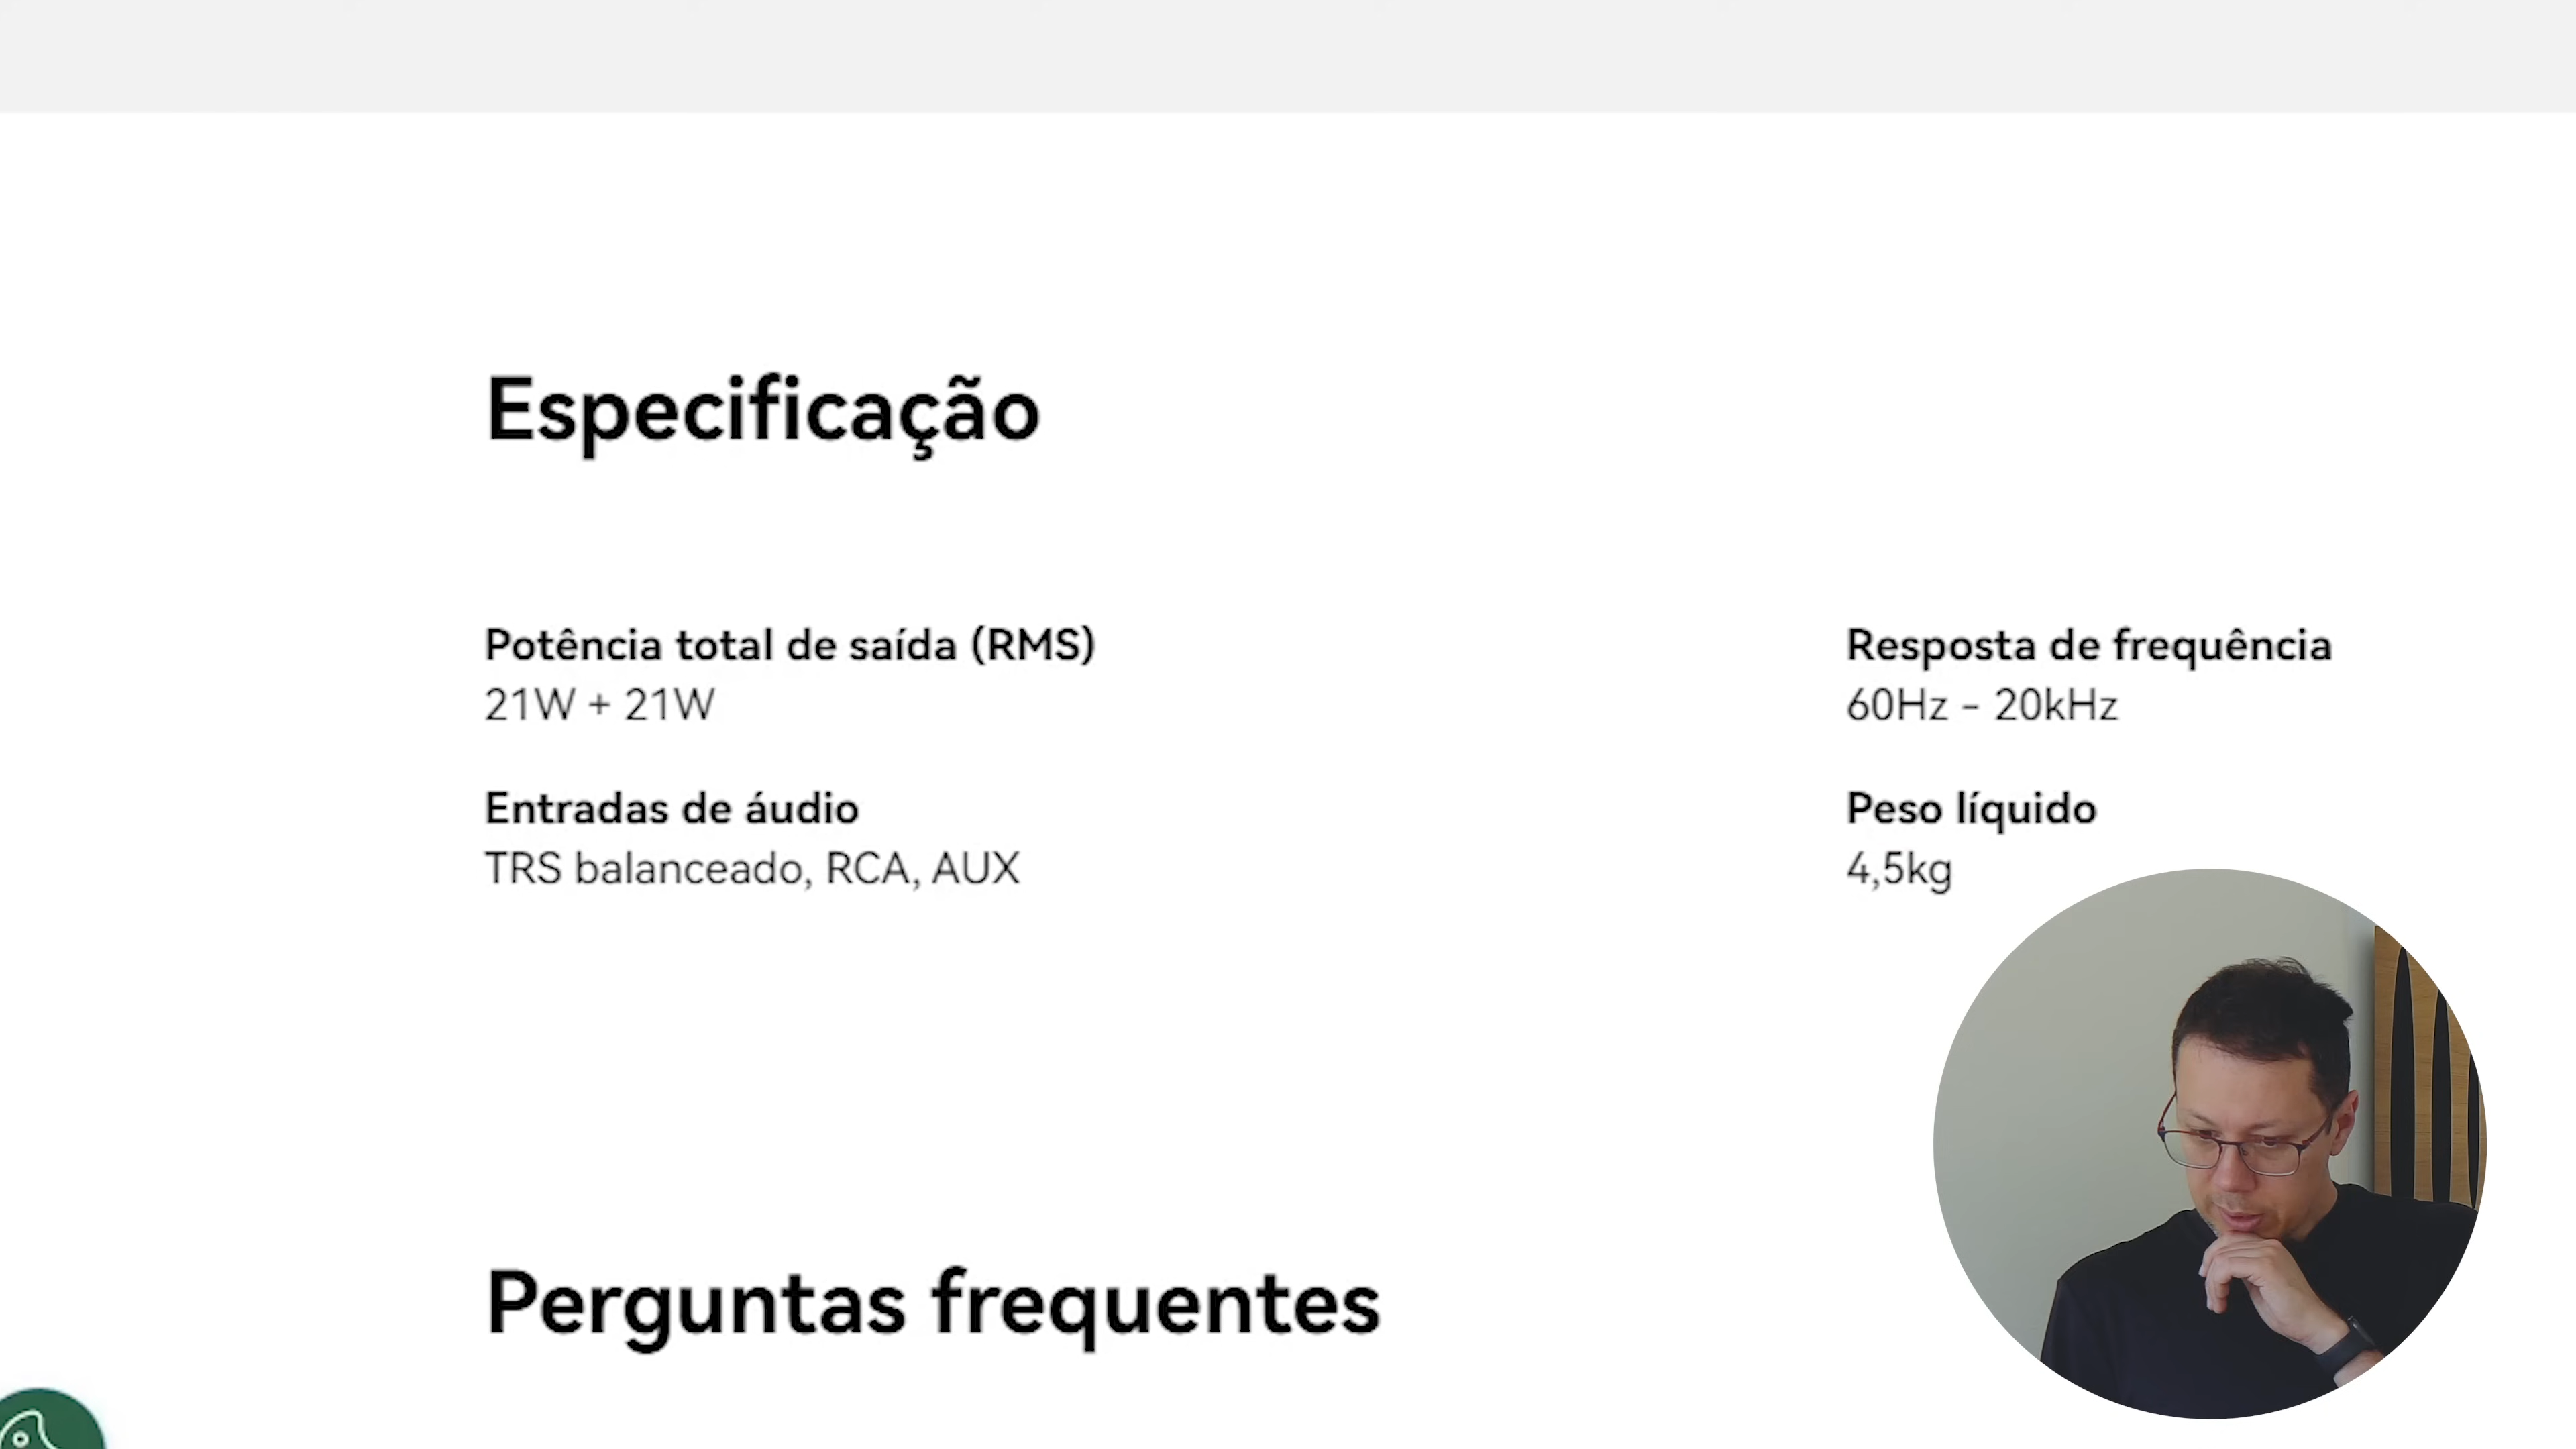 Especificação
Potência total de saída (RMS)
21W + 21W
Resposta de frequência
60Hz - 20kHz
Entradas de áudio
TRS balanceado, RCA, AUX
Peso líquido
4,5kg
Perguntas frequentes